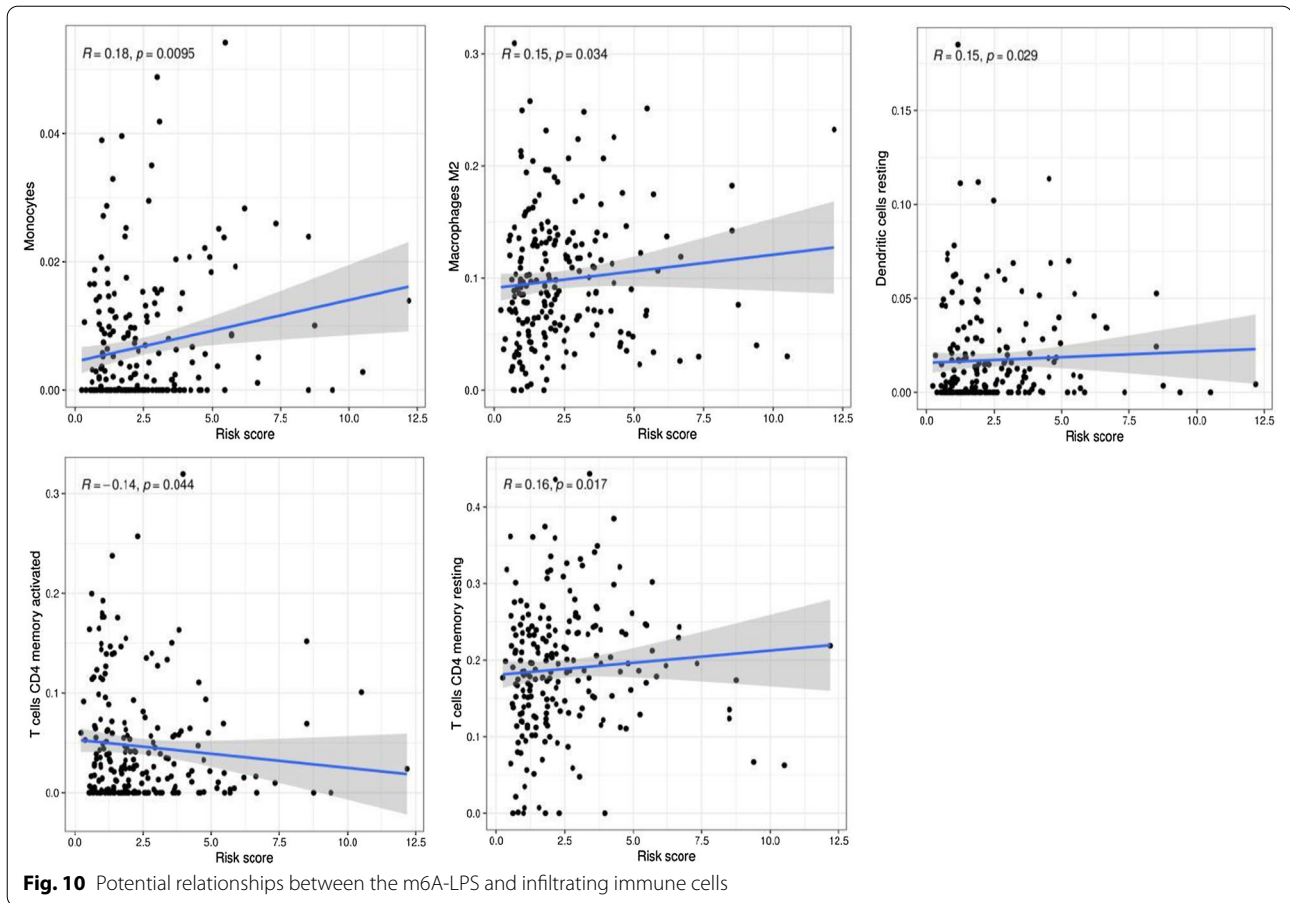 R = 0.18, p = 0.0095
Monocytes
0.04
0.02
0.00
0.0 2.5 5.0 7.5 10.0 12.5
Risk score
R = 0.15, p = 0.034
Macrophages M2
0.3
0.2
0.1
0.0
0.0 2.5 5.0 7.5 10.0 12.5
Risk score
R = 0.15, p = 0.029
Dendritic cells resting
0.15
0.10
0.05
0.00
0.0 2.5 5.0 7.5 10.0 12.5
Risk score
R = −0.14, p = 0.044
T cells CD4 memory activated
0.3
0.2
0.1
0.0
0.0 2.5 5.0 7.5 10.0 12.5
Risk score
R = 0.16, p = 0.017
T cells CD4 memory resting
0.4
0.3
0.2
0.1
0.0
0.0 2.5 5.0 7.5 10.0 12.5
Risk score
Fig. 10 Potential relationships between the m6A-LPS and infiltrating immune cells